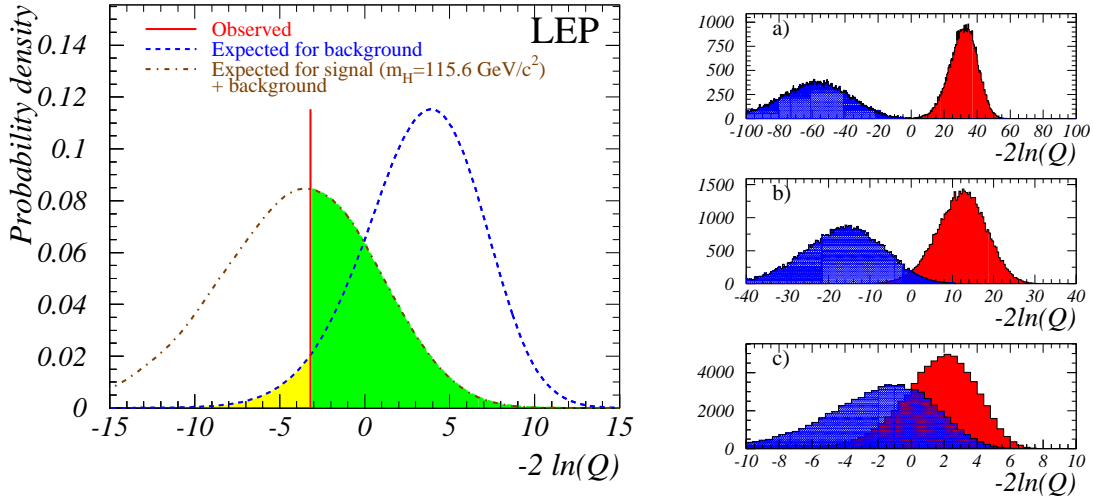 LEP
Observed
Expected for background
Expected for signal (m_H=115.6 GeV/c²)
+ background
Probability density
0.14
0.12
0.1
0.08
0.06
0.04
0.02
0
-15 -10 -5 0 5 10 15
-2 ln(Q)
a)
1000
750
500
250
0
-100 -80 -60 -40 -20 0 20 40 60 80 100
-2ln(Q)
b)
1500
1000
500
0
-40 -30 -20 -10 0 10 20 30 40
-2ln(Q)
c)
4000
2000
0
-10 -8 -6 -4 -2 0 2 4 6 8 10
-2ln(Q)